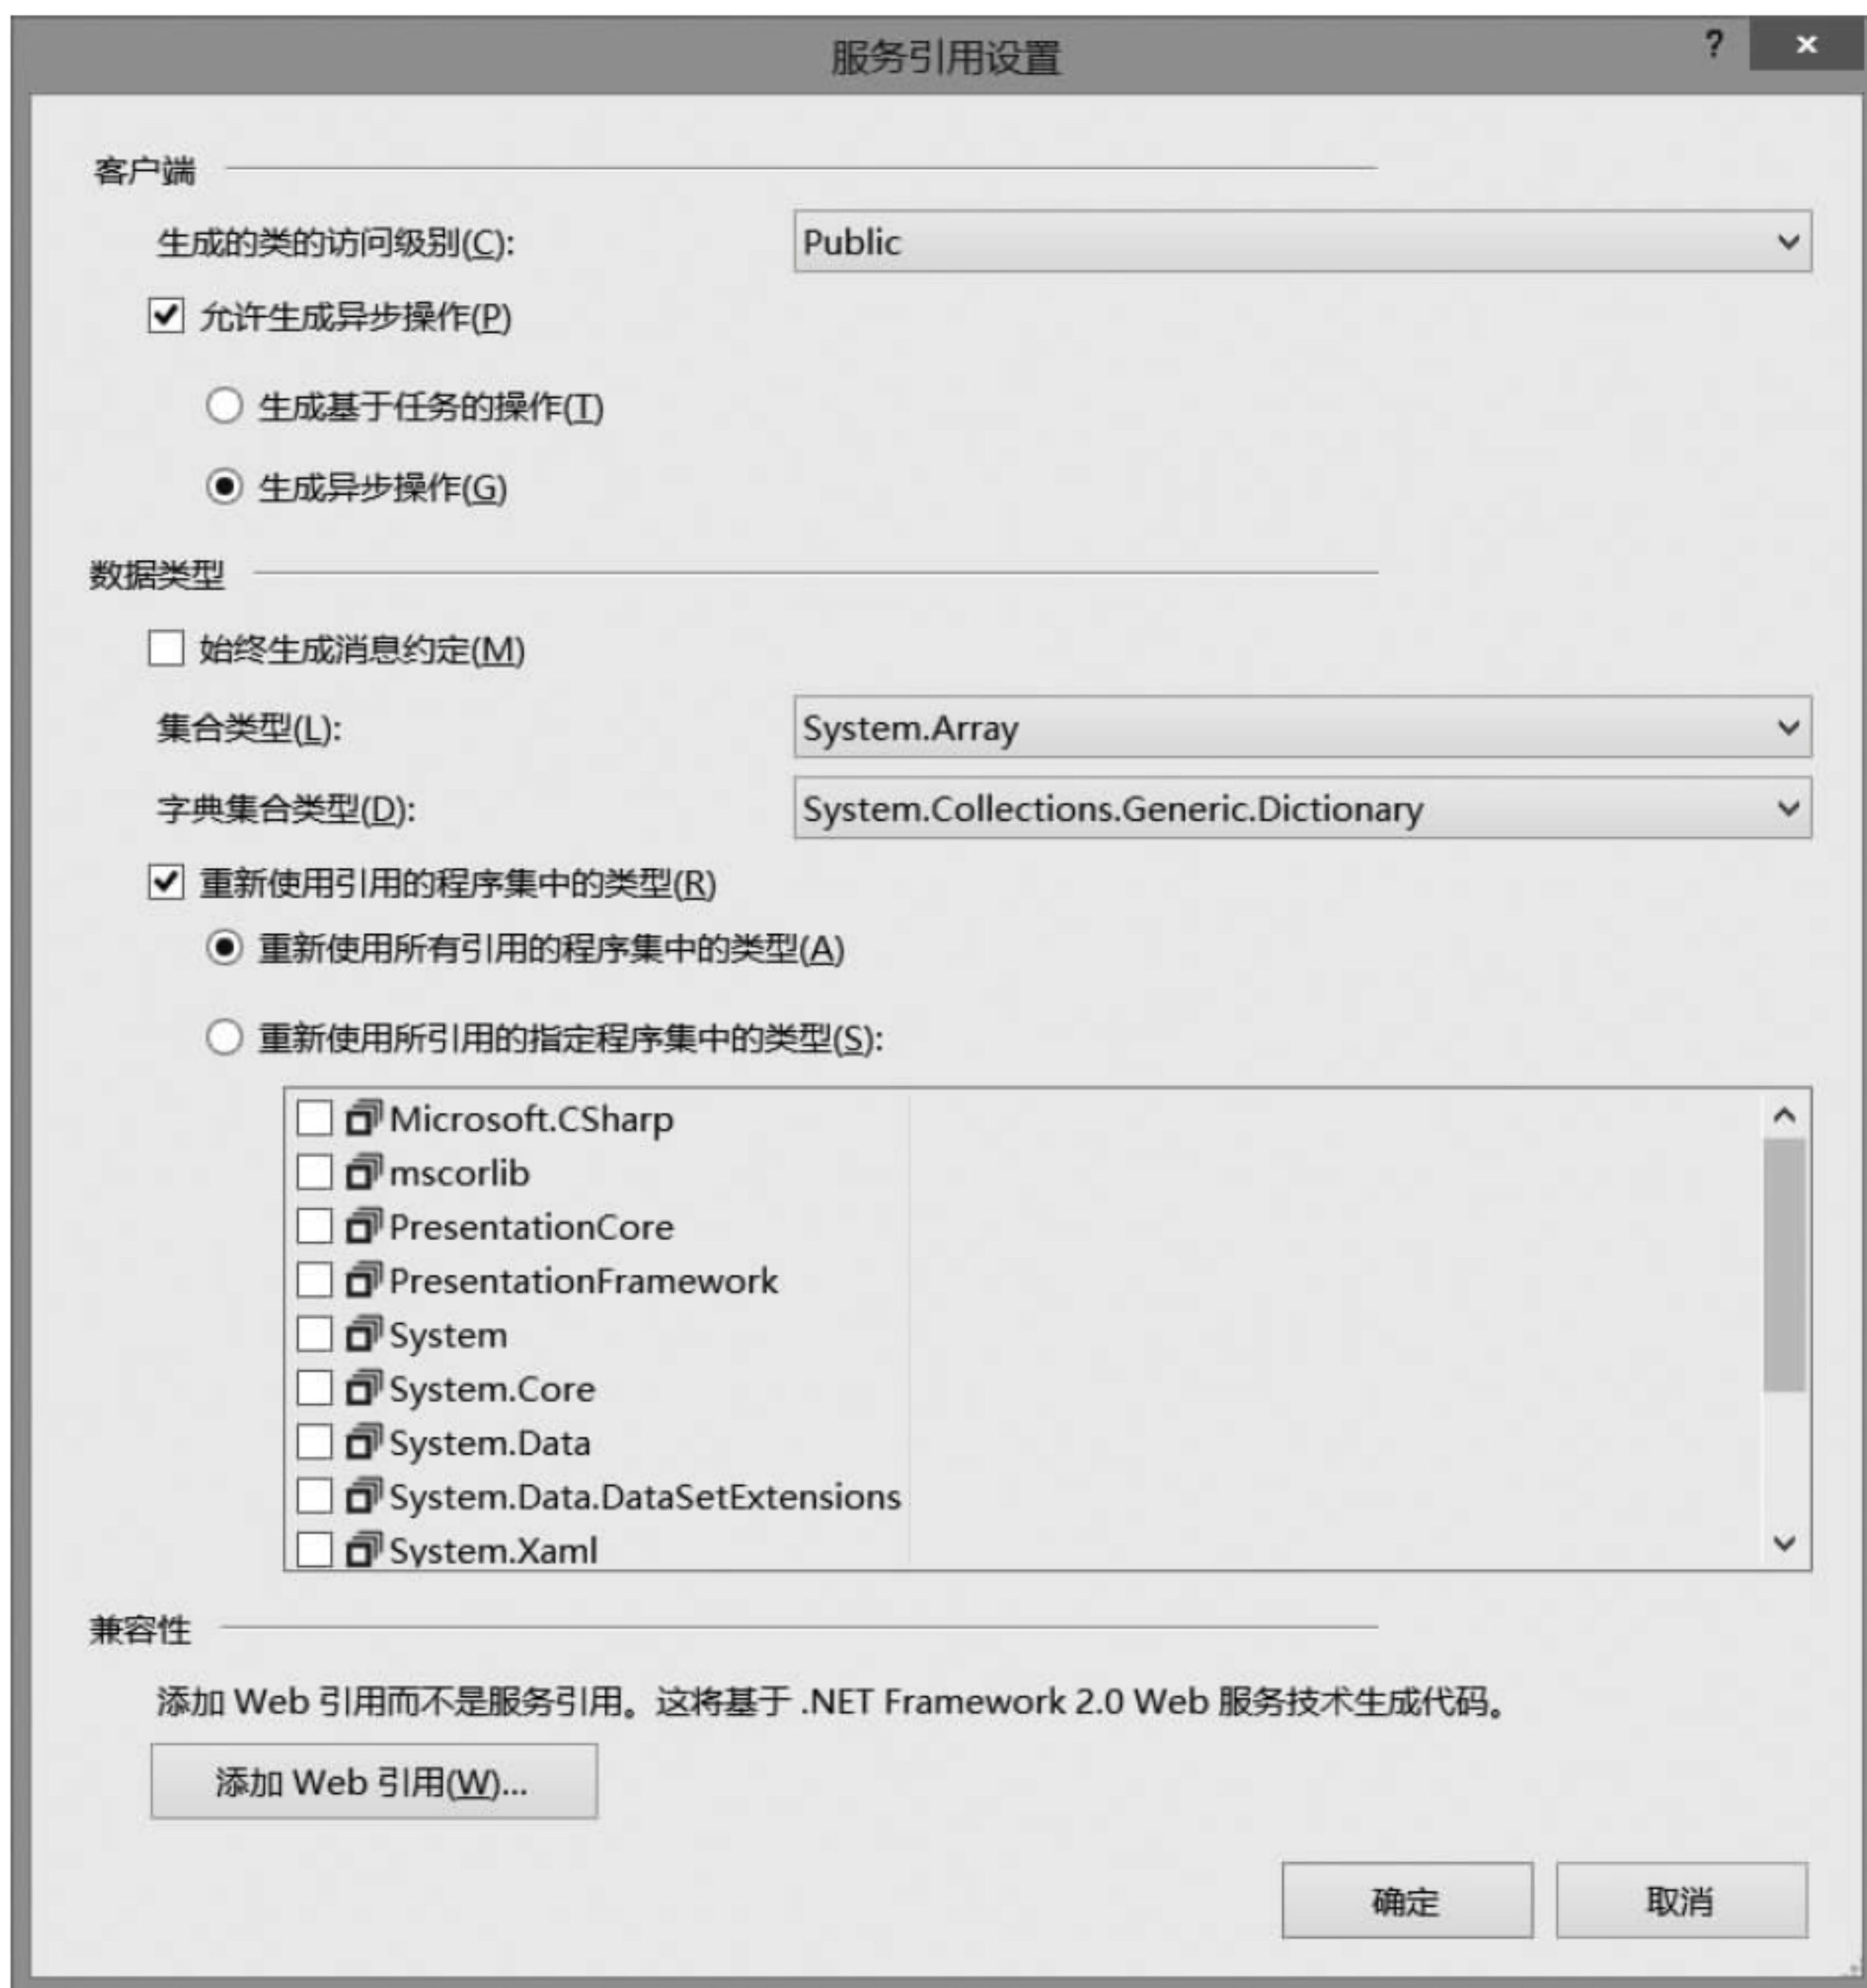 服务引用设置
?
客户端
生成的类的访问级别(C): Public
允许生成异步操作(P)
生成基于任务的操作(T)
生成异步操作(G)
数据类型
始终生成消息约定(M)
集合类型(L): System.Array
字典集合类型(D): System.Collections.Generic.Dictionary
重新使用引用的程序集中的类型(R)
重新使用所有引用的程序集中的类型(A)
重新使用所引用的指定程序集中的类型(S):
Microsoft.CSharp
mscorlib
PresentationCore
PresentationFramework
System
System.Core
System.Data
System.Data.DataSetExtensions
System.Xaml
兼容性
添加 Web 引用而不是服务引用。这将基于 .NET Framework 2.0 Web 服务技术生成代码。
添加 Web 引用(W)...
确定 取消